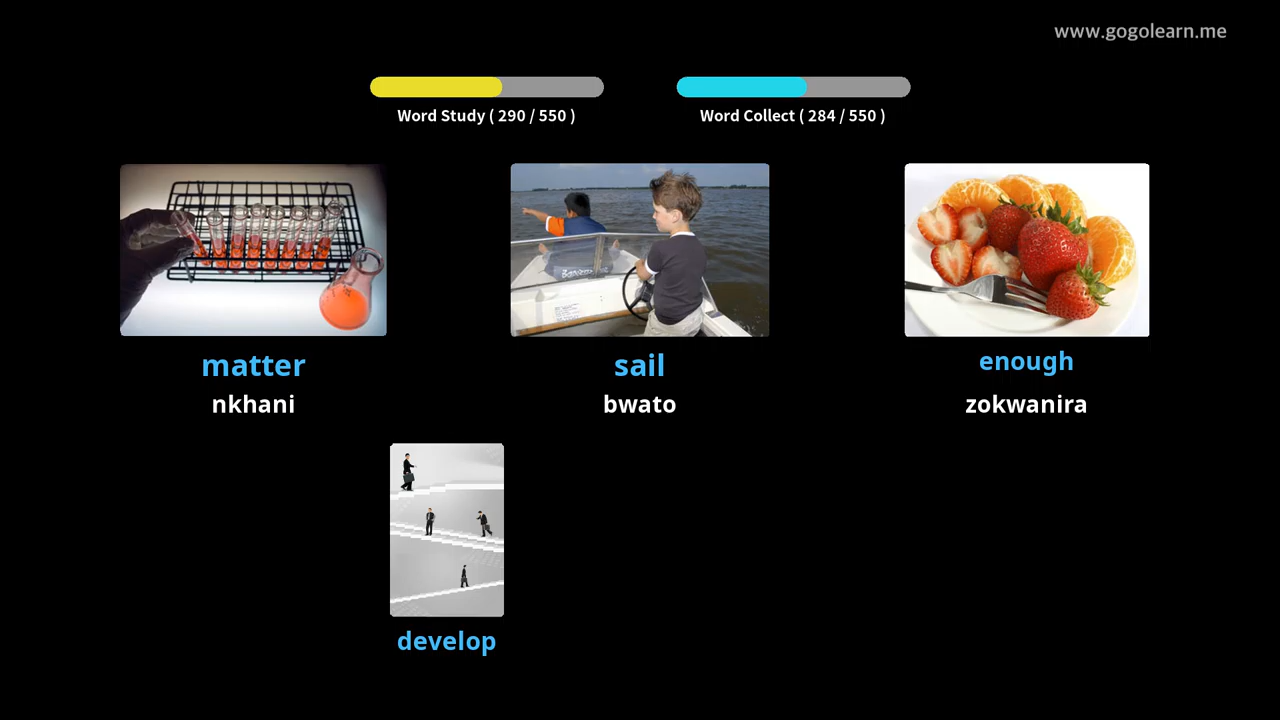 www.gogolearn.me
Word Study ( 290 / 550 )
Word Collect ( 284 / 550 )
matter
nkhani
sail
bwato
enough
zokwanira
develop